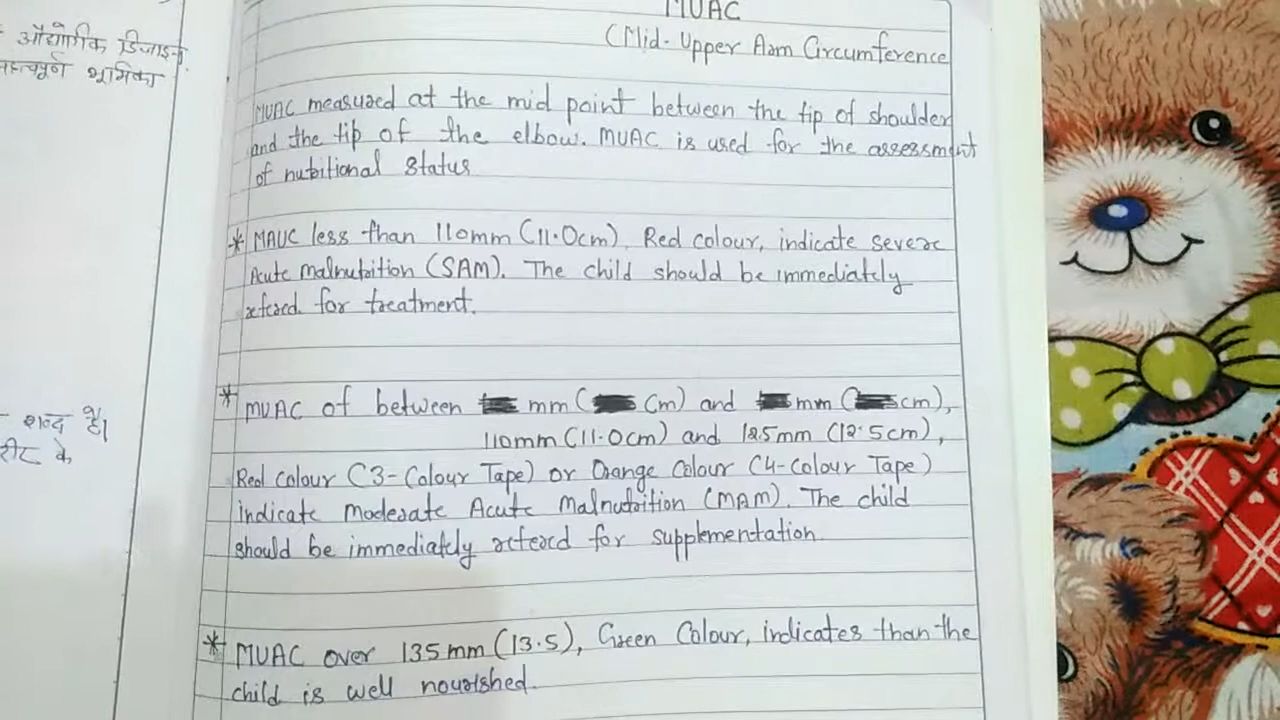 औद्योगिक डिजाइन
महत्वपूर्ण भूमिका
शब्द है।
के
MUAC
(Mid-Upper Arm Circumference
MUAC measured at the mid point between the tip of shoulder
and the tip of the elbow. MUAC is used for the assessment
of nutritional status
* MAUC less than 110mm (11.0cm), Red colour, indicate severe
Acute malnutrition (SAM). The child should be immediately
refered for treatment.
* MUAC of between mm ( cm) and mm ( cm),
110mm (11.0cm) and 125mm (12.5cm),
Red colour (3-Colour Tape) or Orange Colour (4-Colour Tape)
indicate Moderate Acute Malnutrition (MAM). The child
should be immediately refered for supplementation
* MUAC over 135mm (13.5), Green Colour, indicates than the
child is well nourished.